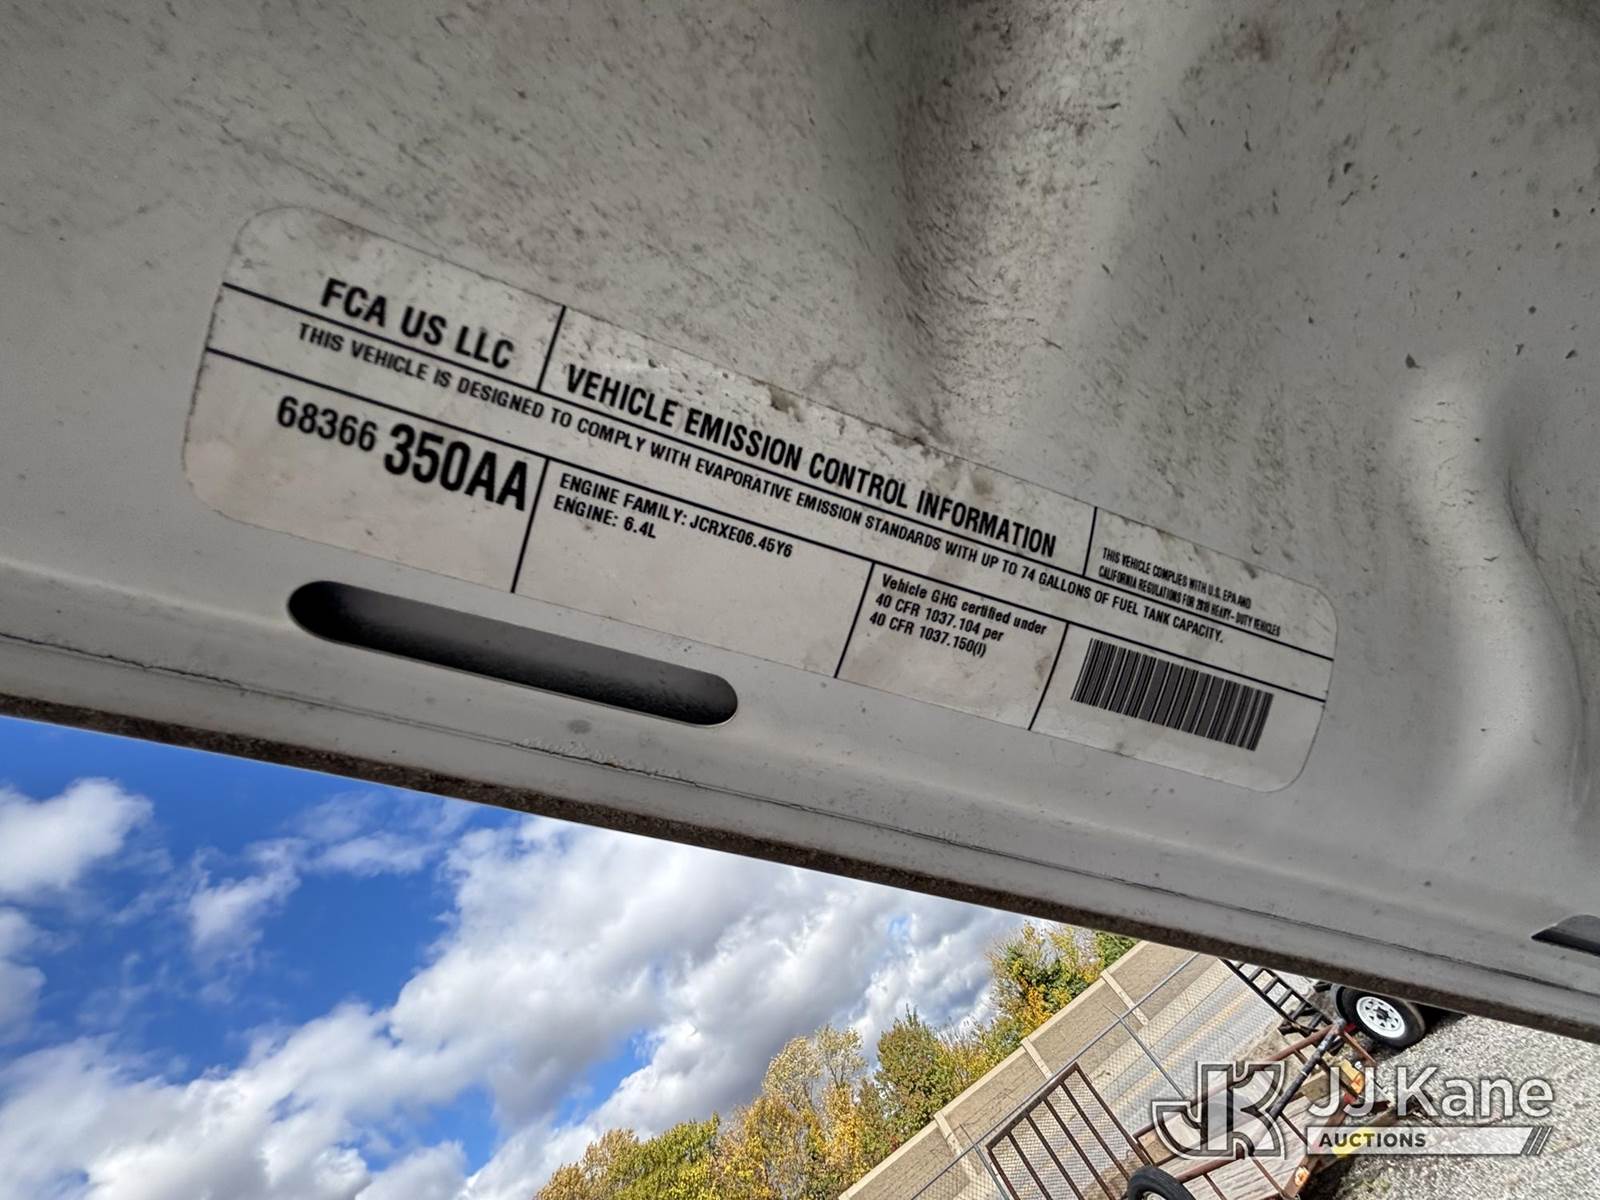 FCA US LLC
VEHICLE EMISSION CONTROL INFORMATION
THIS VEHICLE COMPLIES WITH U.S. EPA AND
CALIFORNIA REGULATIONS FOR 2018 HEAVY-DUTY VEHICLES
THIS VEHICLE IS DESIGNED TO COMPLY WITH EVAPORATIVE EMISSION STANDARDS WITH UP TO 74 GALLONS OF FUEL TANK CAPACITY.
68366 350AA
ENGINE FAMILY: JCRXE06.45Y6
ENGINE: 6.4L
Vehicle GHG certified under
40 CFR 1037.104 per
40 CFR 1037.150(l)
JK JJ Kane
AUCTIONS